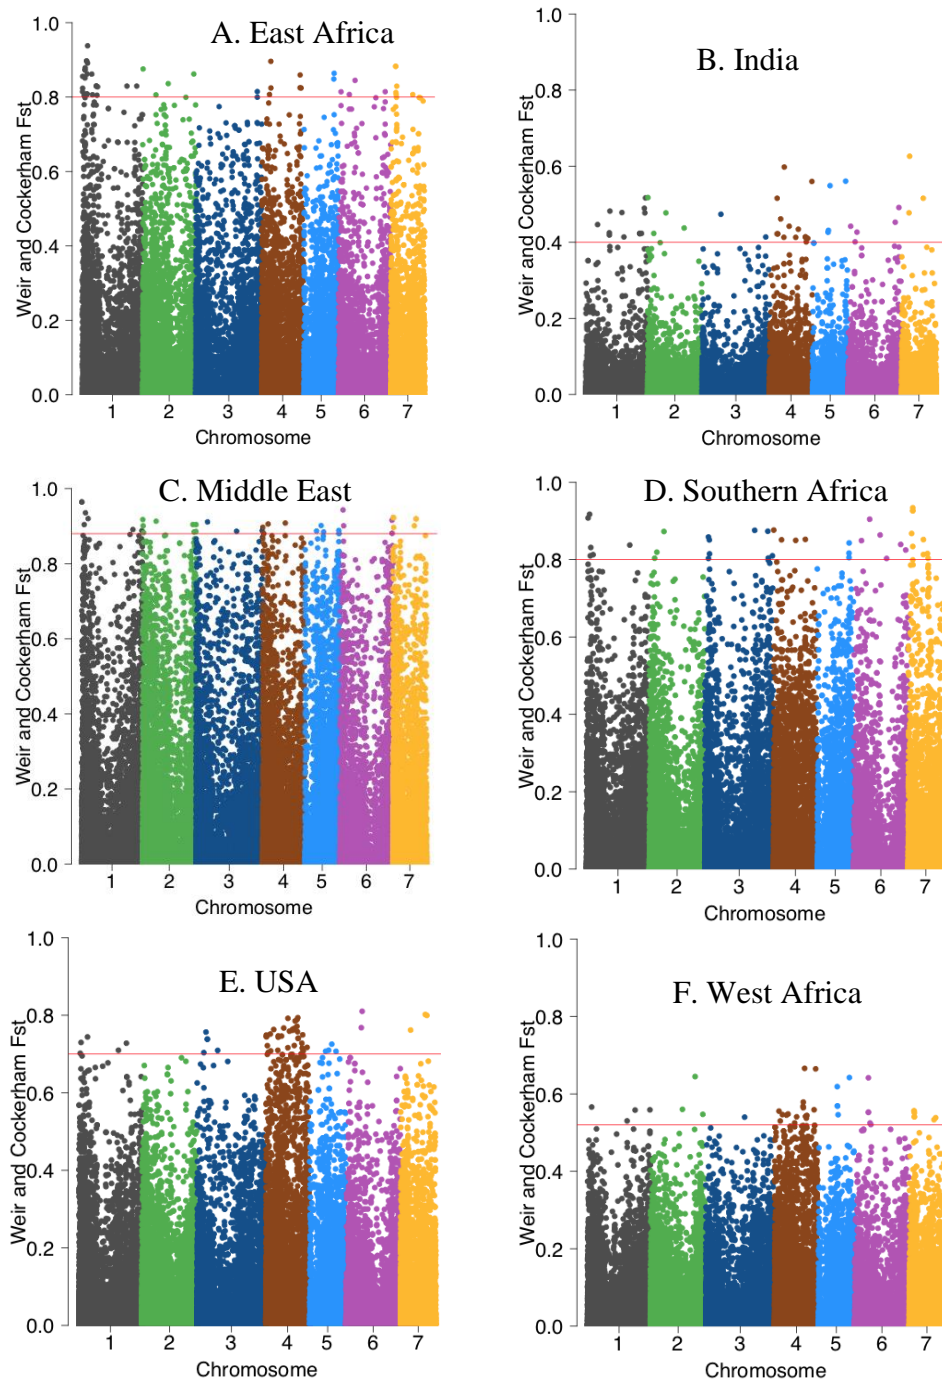 A. East Africa
1.0
0.8
0.6
0.4
0.2
0.0
Weir and Cockerham Fst
1 2 3 4 5 6 7
Chromosome
B. India
1.0
0.8
0.6
0.4
0.2
0.0
Weir and Cockerham Fst
1 2 3 4 5 6 7
Chromosome
C. Middle East
1.0
0.8
0.6
0.4
0.2
0.0
Weir and Cockerham Fst
1 2 3 4 5 6 7
Chromosome
D. Southern Africa
1.0
0.8
0.6
0.4
0.2
0.0
Weir and Cockerham Fst
1 2 3 4 5 6 7
Chromosome
E. USA
1.0
0.8
0.6
0.4
0.2
0.0
Weir and Cockerham Fst
1 2 3 4 5 6 7
Chromosome
F. West Africa
1.0
0.8
0.6
0.4
0.2
0.0
Weir and Cockerham Fst
1 2 3 4 5 6 7
Chromosome